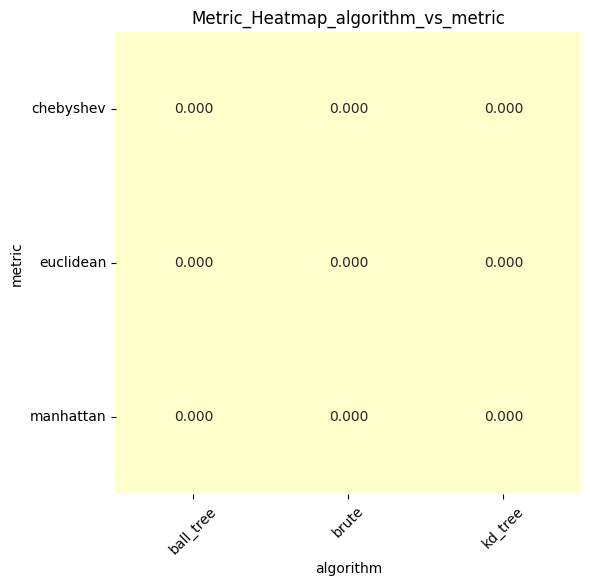 Metric_Heatmap_algorithm_vs_metric
chebyshev 0.000 0.000 0.000
metric
euclidean 0.000 0.000 0.000
manhattan 0.000 0.000 0.000
ball_tree brute kd_tree
algorithm